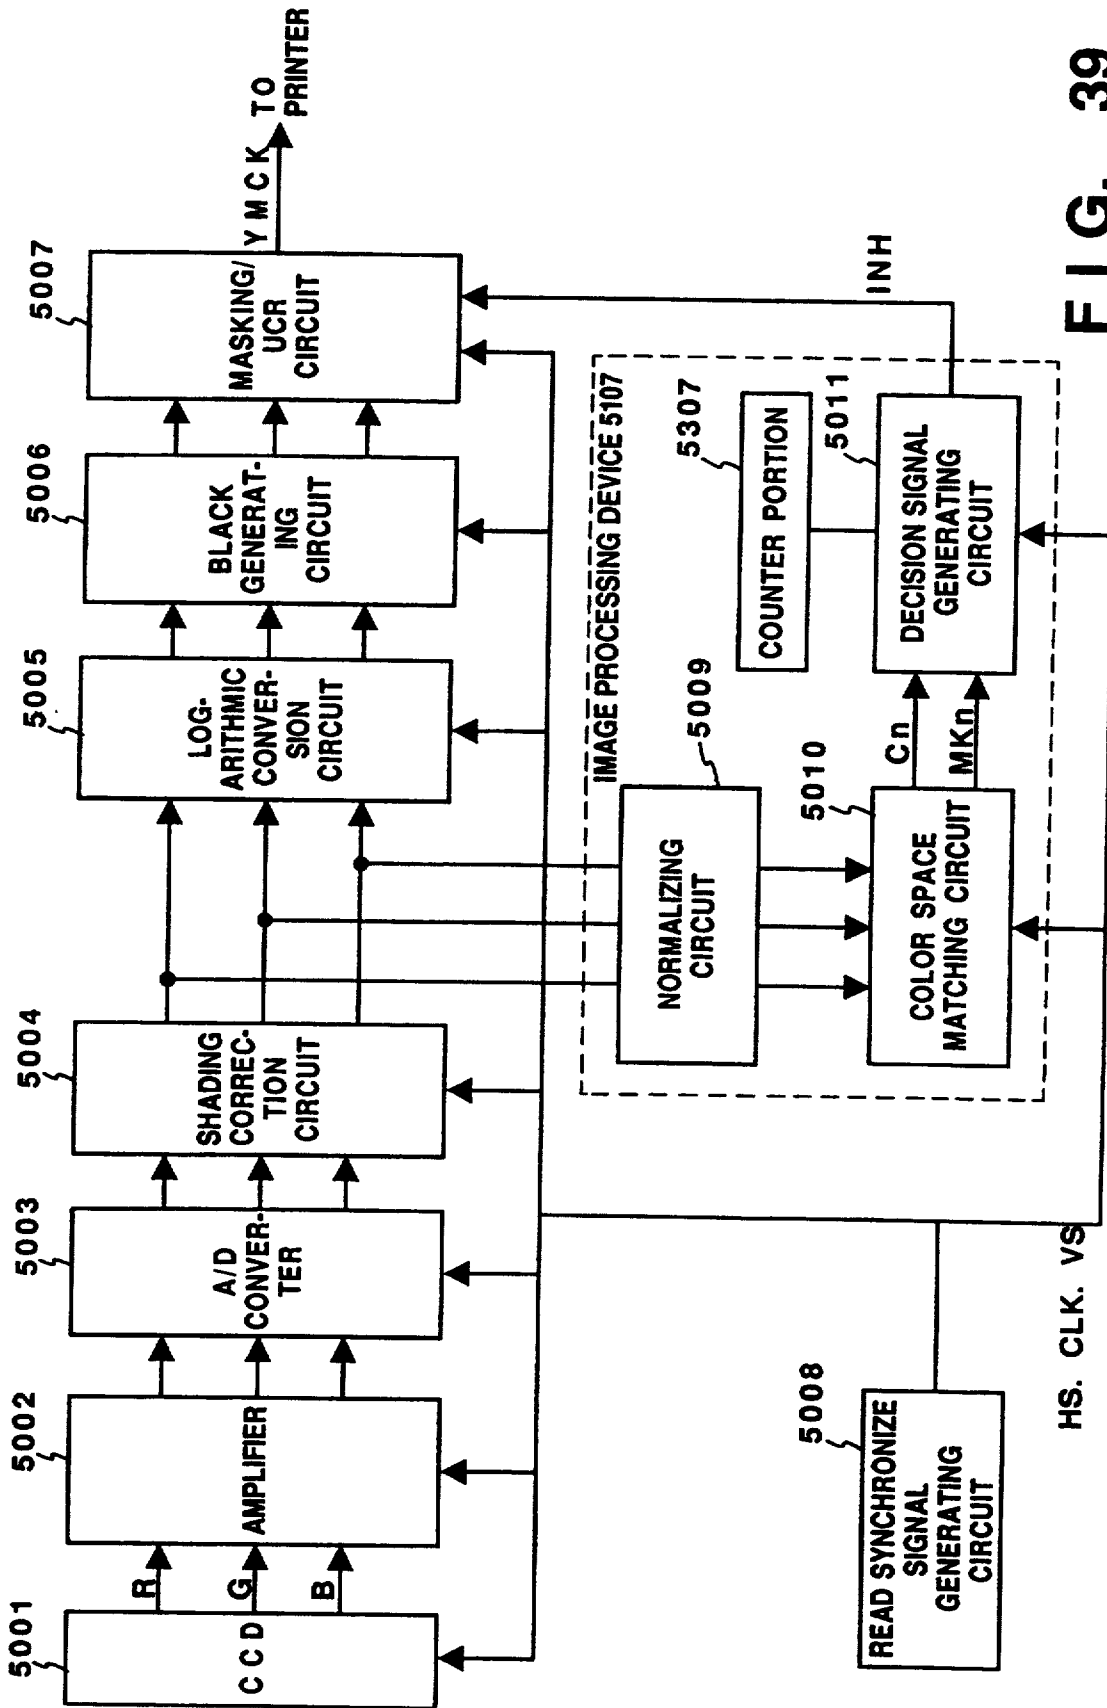 5001
CCD
R
G
B
5002
AMPLIFIER
5003
A/D
CONVER-
TER
5004
SHADING
CORREC-
TION
CIRCUIT
5005
LOG-
ARITHMIC
CONVER-
SION
CIRCUIT
5006
BLACK
GENERAT-
ING
CIRCUIT
5007
MASKING/
UCR
CIRCUIT
YMCK
TO
PRINTER
5008
READ SYNCHRONIZE
SIGNAL
GENERATING
CIRCUIT
HS. CLK. VS
IMAGE PROCESSING DEVICE 5107
5009
NORMALIZING
CIRCUIT
5010
COLOR SPACE
MATCHING CIRCUIT
Cn
MKn
5307
COUNTER PORTION
5011
DECISION SIGNAL
GENERATING
CIRCUIT
INH
FIG. 39